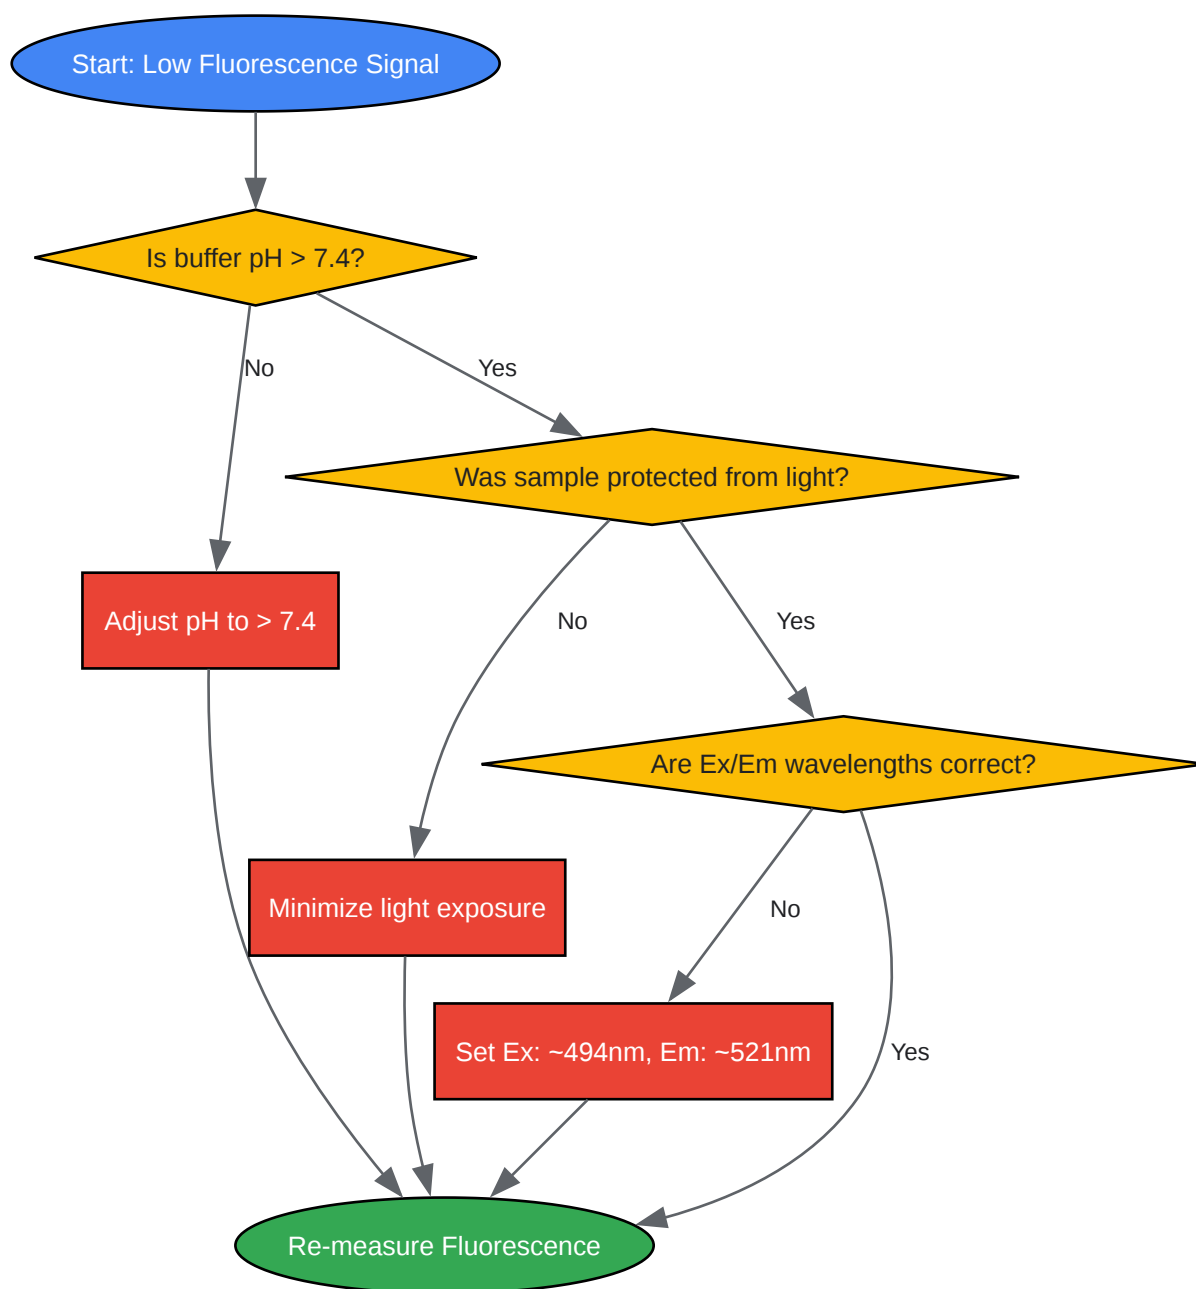 Start: Low Fluorescence Signal
Is buffer pH > 7.4?
No
Yes
Was sample protected from light?
Adjust pH to > 7.4
No
Yes
Are Ex/Em wavelengths correct?
Minimize light exposure
No
Set Ex: ~494nm, Em: ~521nm
Yes
Re-measure Fluorescence